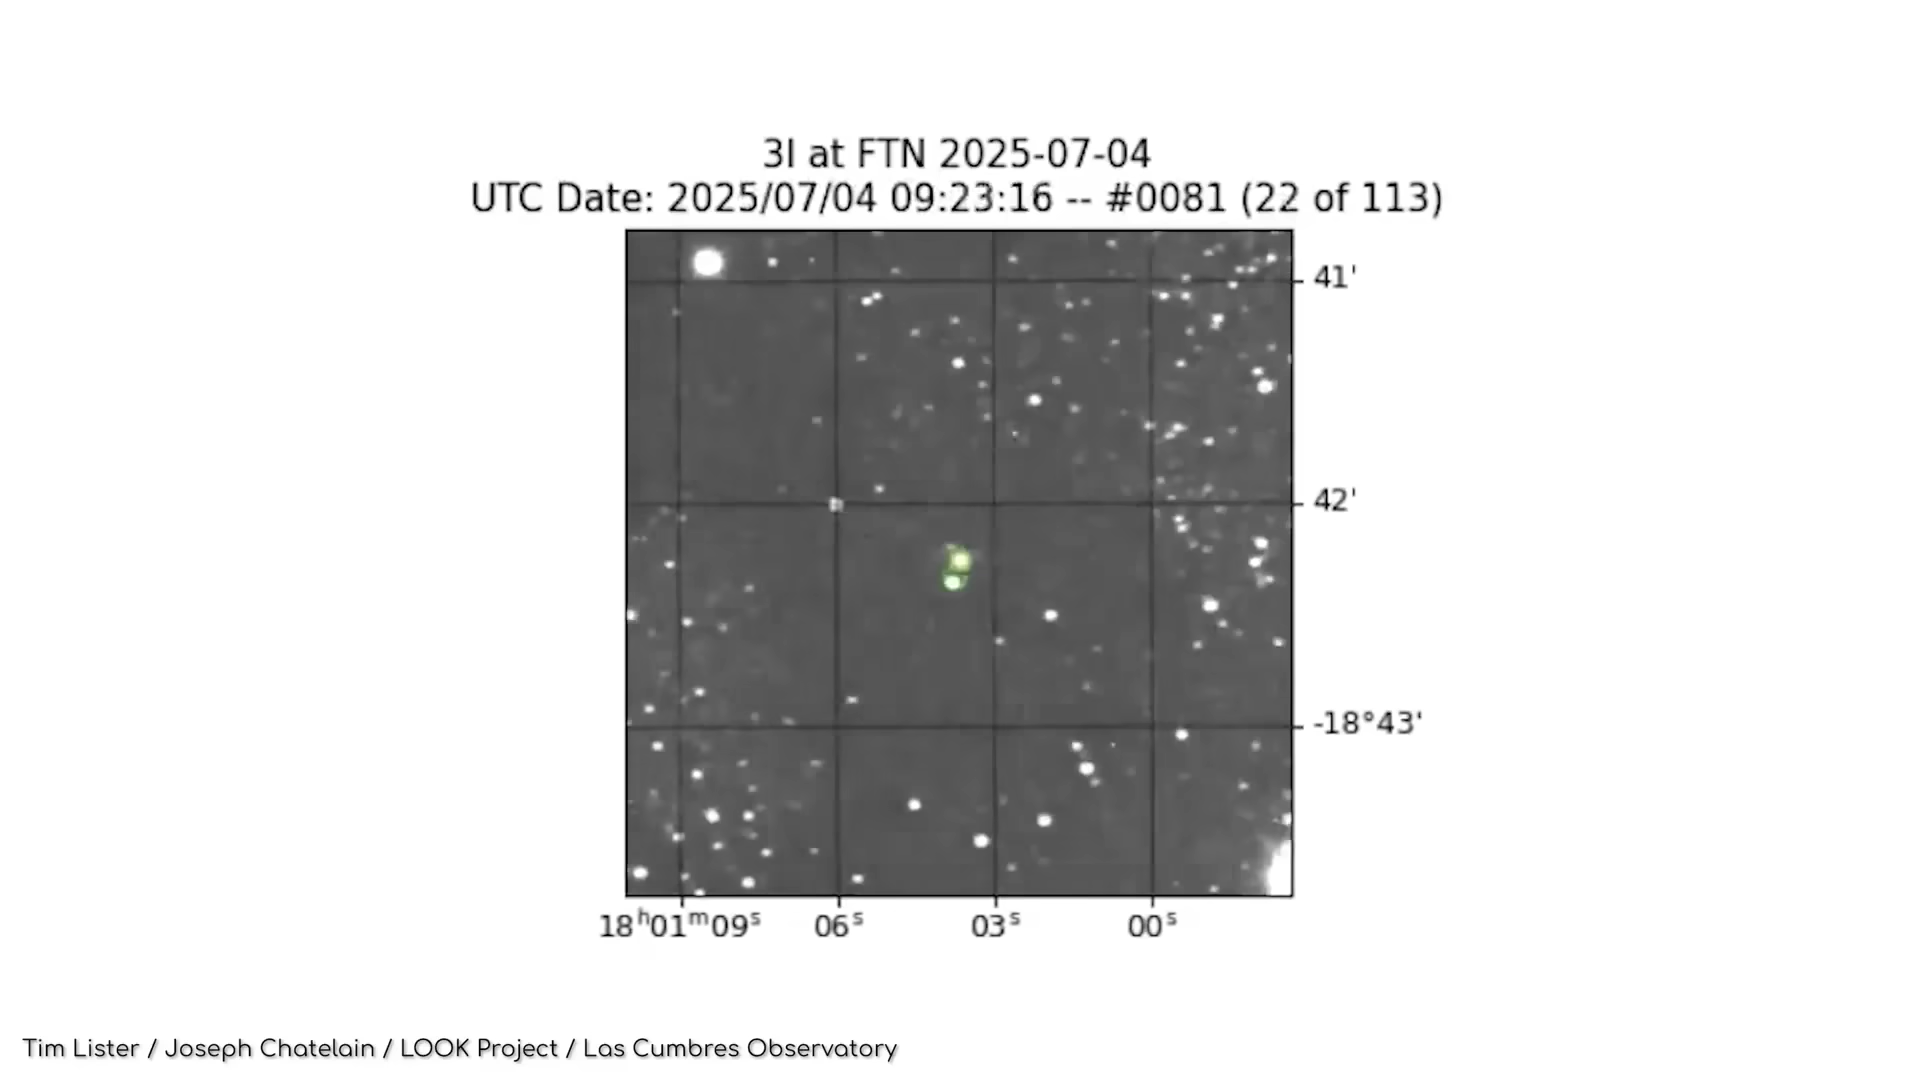 3I at FTN 2025-07-04
UTC Date: 2025/07/04 09:23:16 -- #0081 (22 of 113)
41'
42'
-18°43'
18ʰ01ᵐ09ˢ 06ˢ 03ˢ 00ˢ
Tim Lister / Joseph Chatelain / LOOK Project / Las Cumbres Observatory